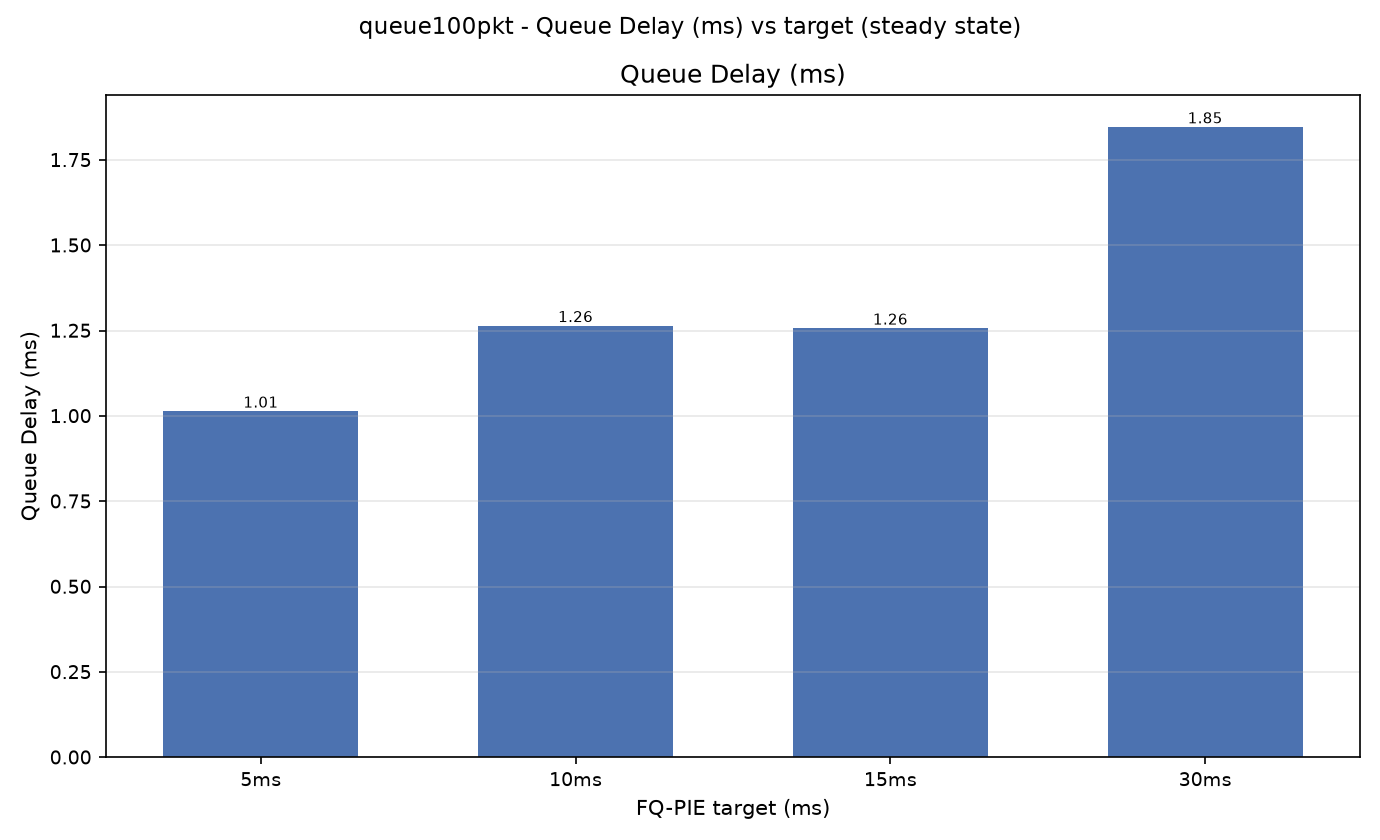 queue100pkt - Queue Delay (ms) vs target (steady state)
Queue Delay (ms)
Queue Delay (ms)
1.75
1.50
1.25
1.00
0.75
0.50
0.25
0.00
1.01
1.26
1.26
1.85
5ms
10ms
15ms
30ms
FQ-PIE target (ms)